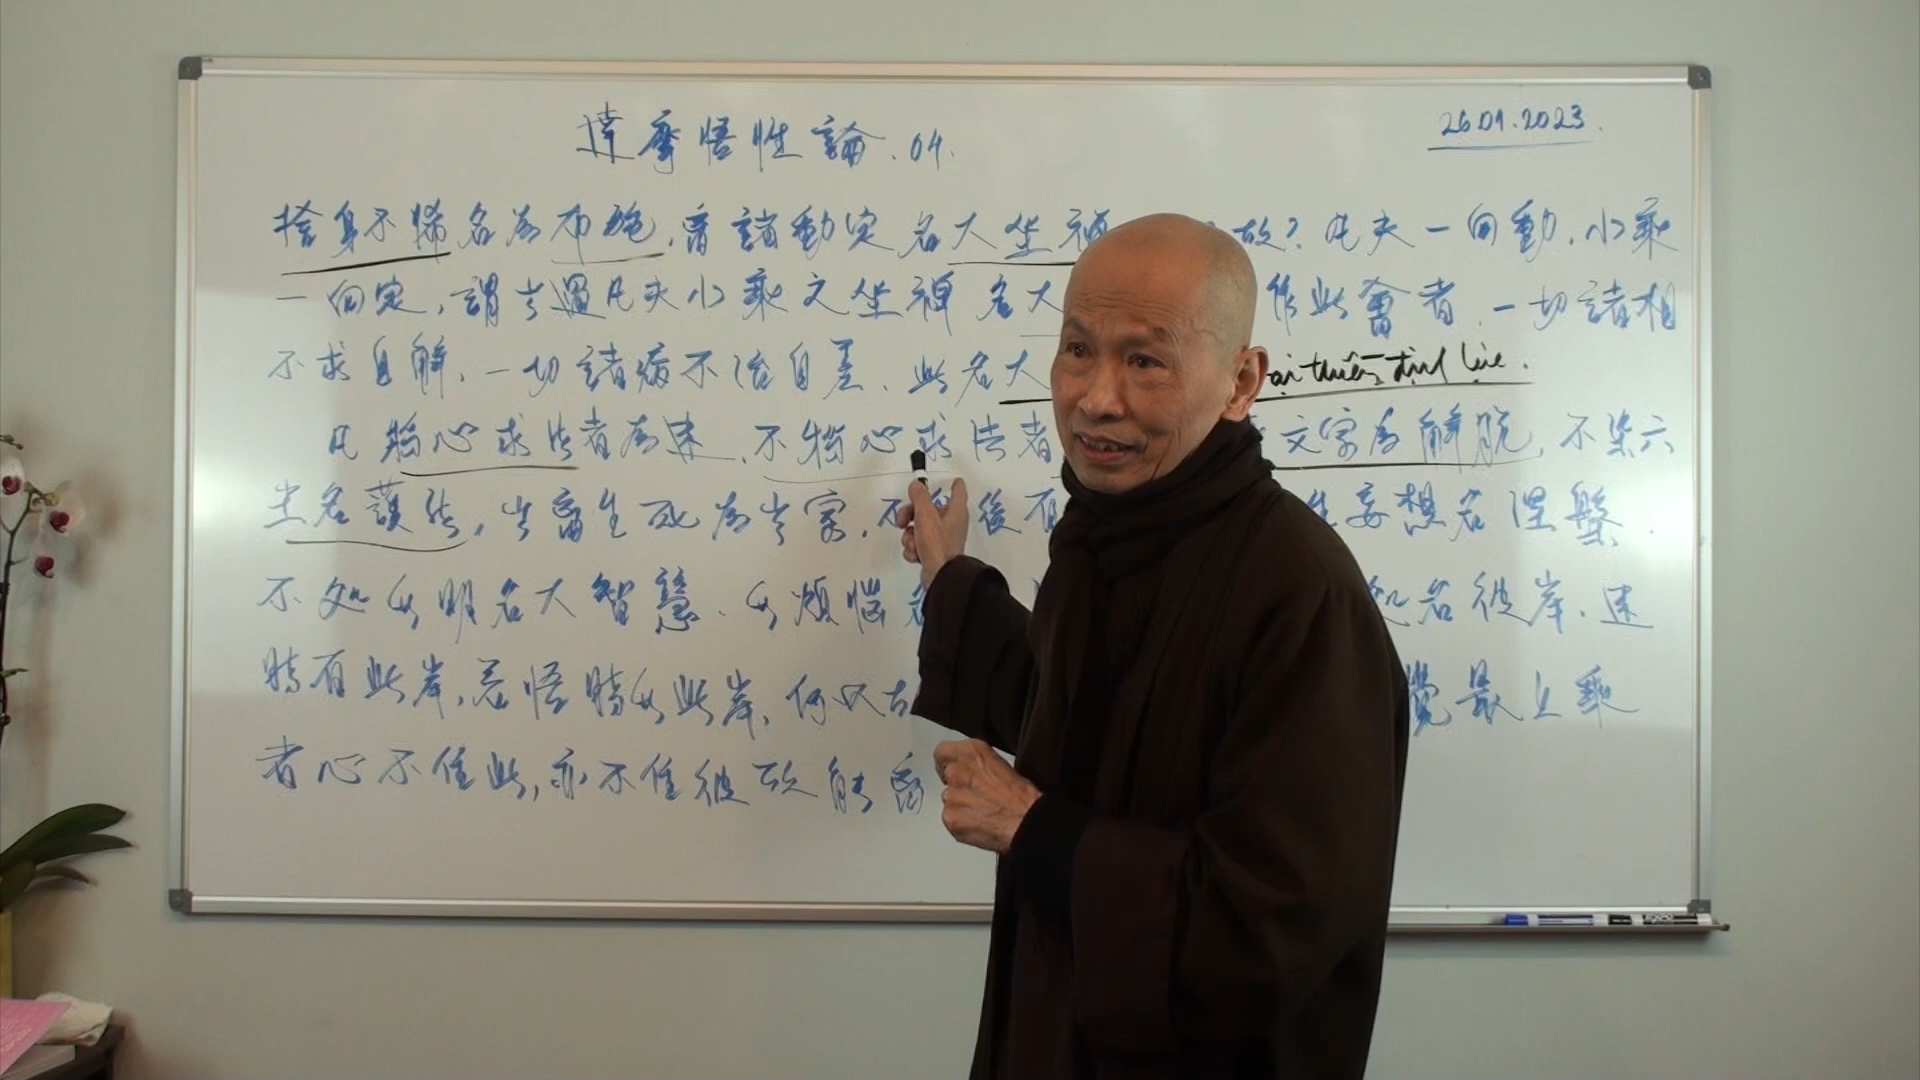 達摩悟性論.04.
26.01.2023.
捨身不悋名為布施,離諸動定名大坐禪 故?凡夫一向動.小乘
一向定,謂出過凡夫小乘之坐禪名大 作此會者.一切諸相
不求自解.一切諸病不治自差.此名大 ại thiền định lực.
凡將心求法者為迷.不將心求法者 文字為解脫.不染六
塵名護法,出離生死為出家.不 後有 生妄想名涅槃.
不处無明名大智慧.無煩惱名 処名彼岸.迷
時有此岸,若悟時無此岸.何以故 覺最上乘
者心不住此,亦不住彼故能離